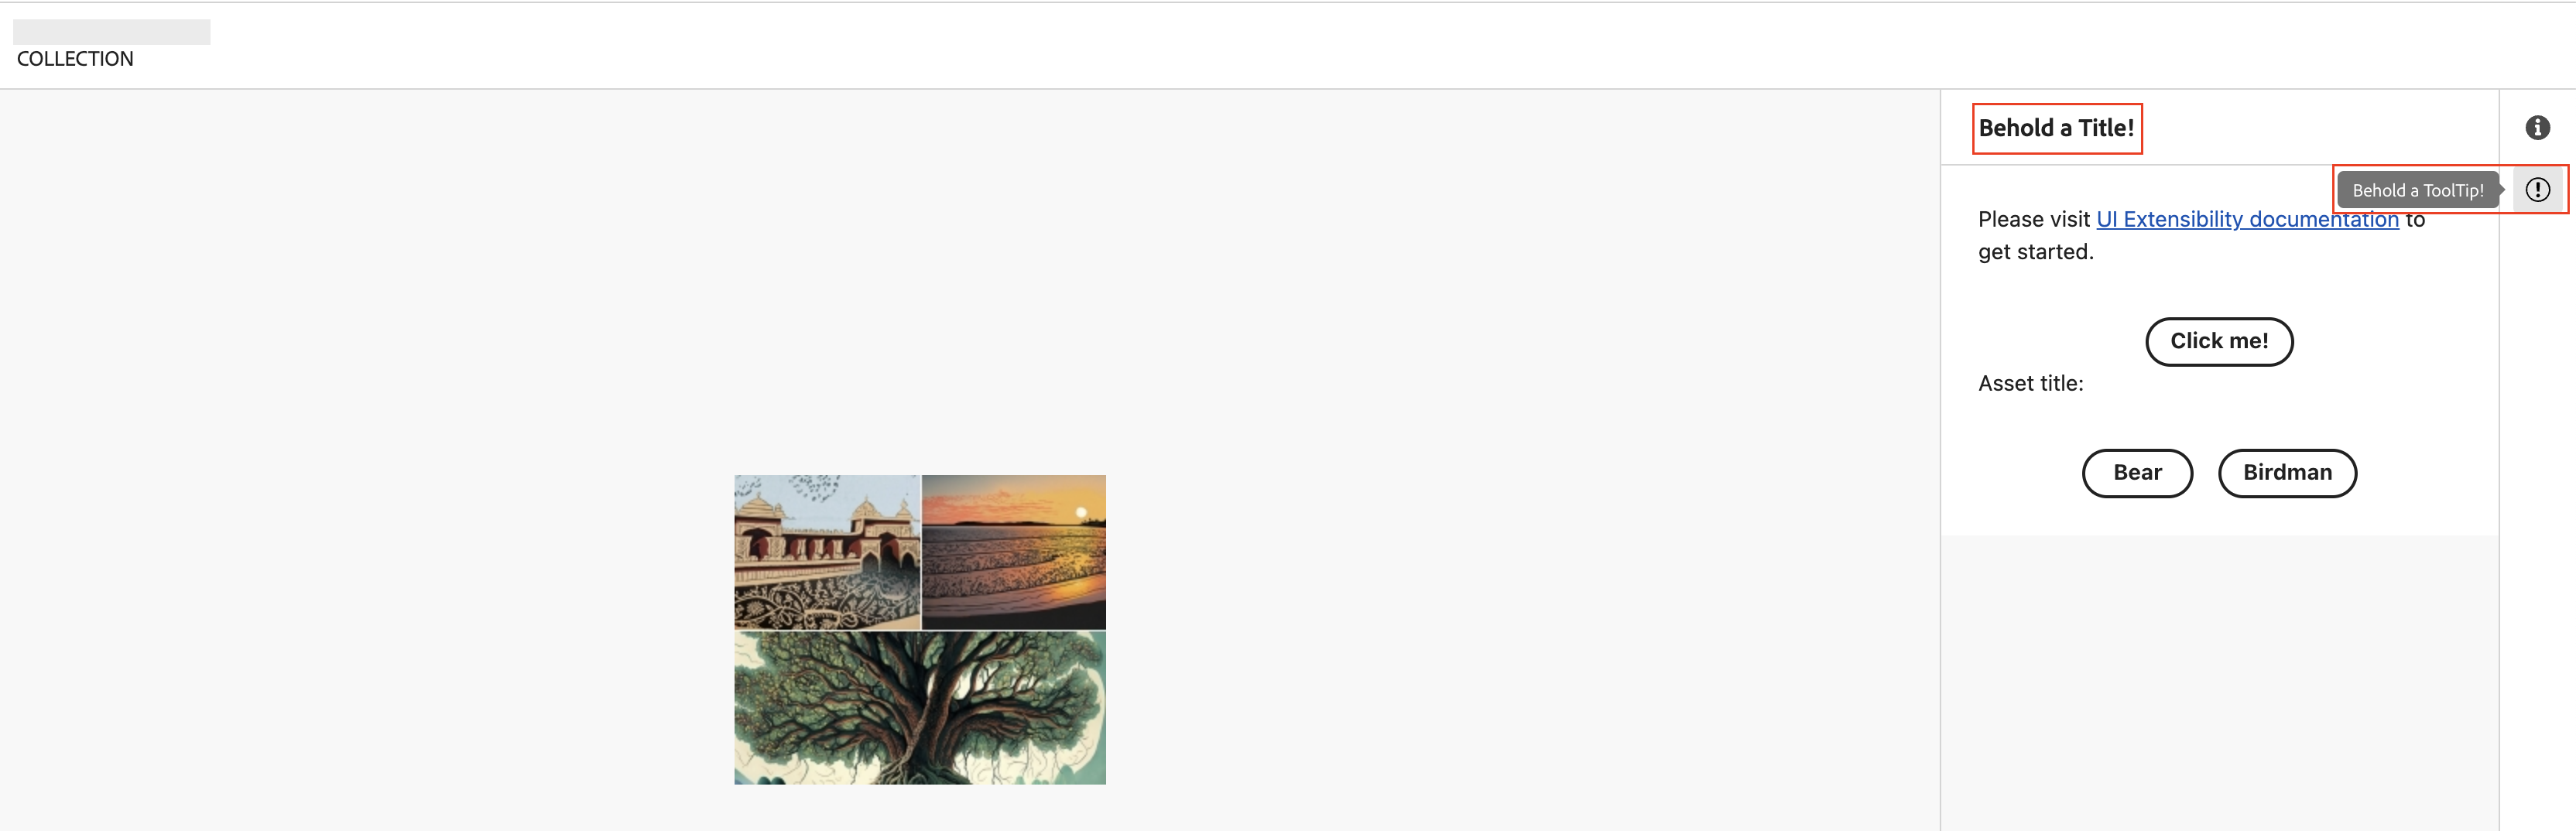 COLLECTION
Behold a Title!
Behold a ToolTip!
Please visit UI Extensibility documentation to
get started.
Click me!
Asset title:
Bear Birdman